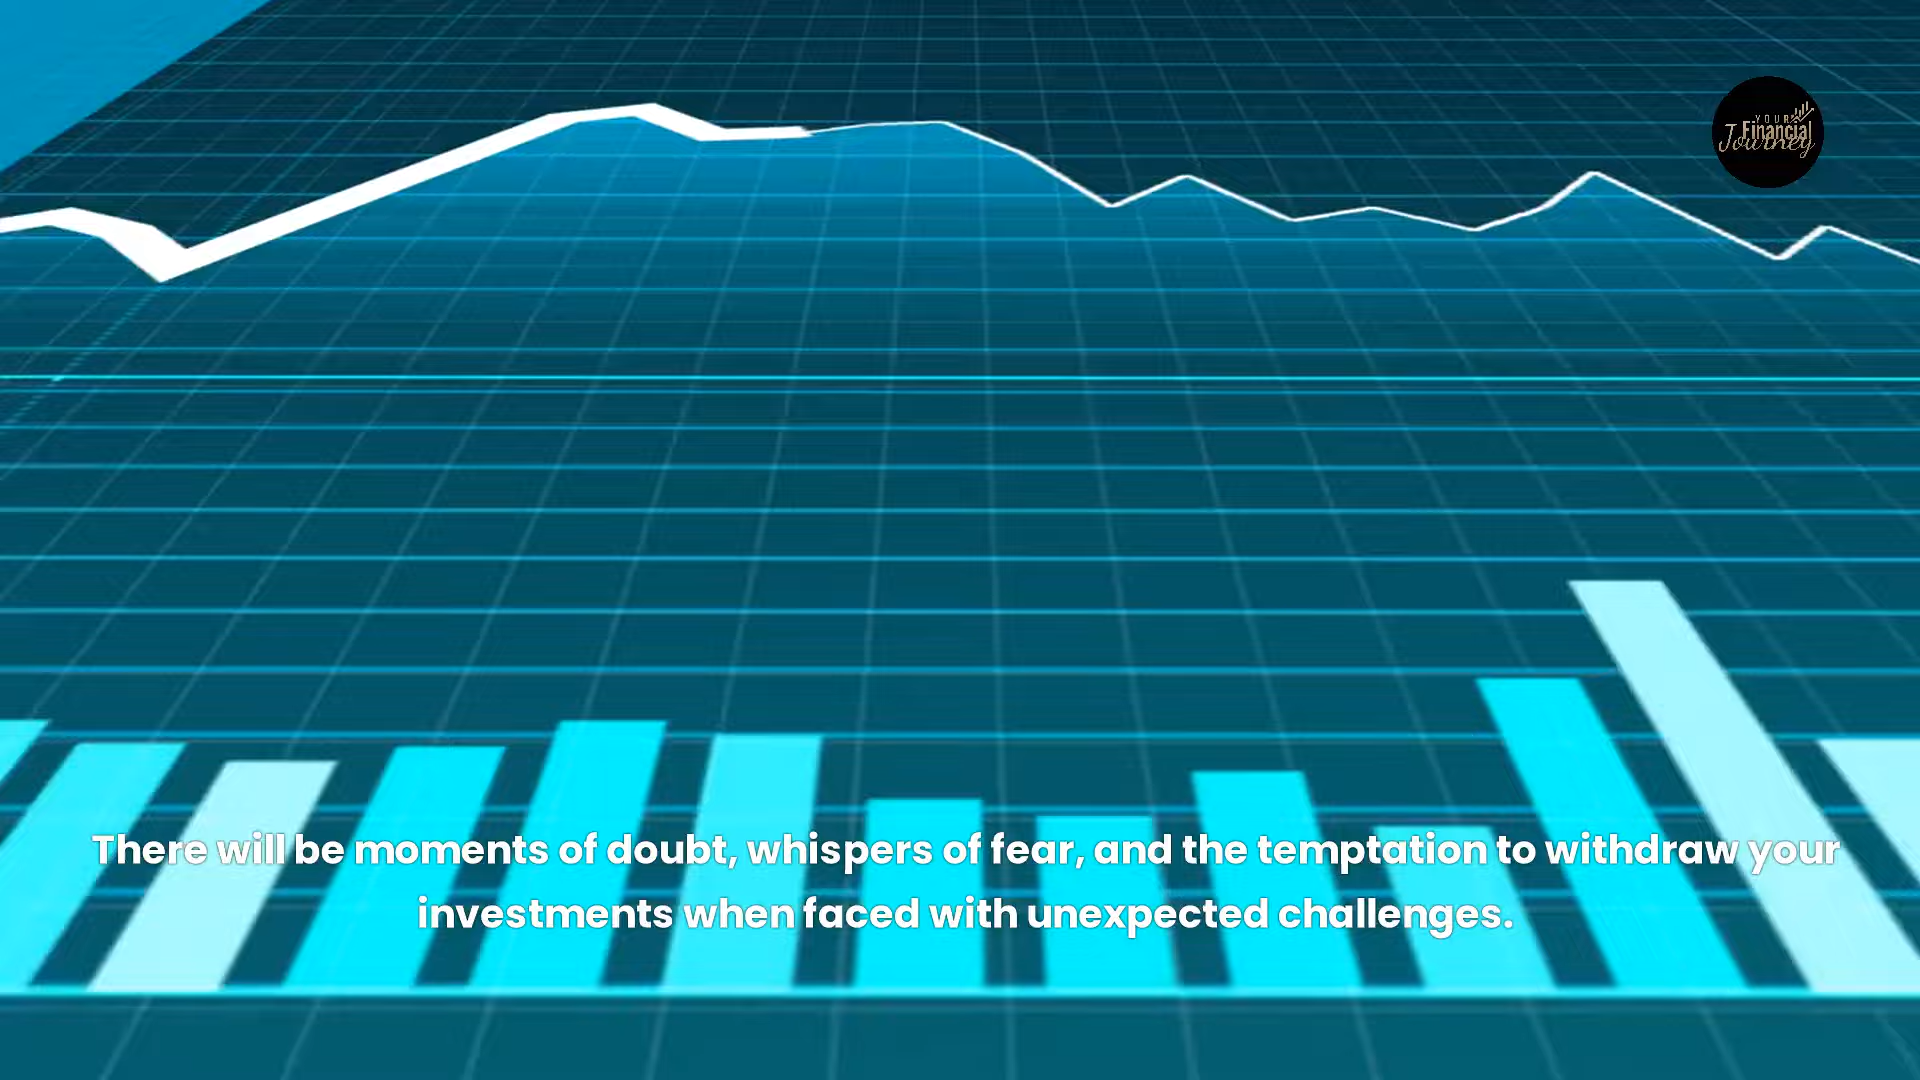 YOUR
Financial
Journey
There will be moments of doubt, whispers of fear, and the temptation to withdraw your
investments when faced with unexpected challenges.